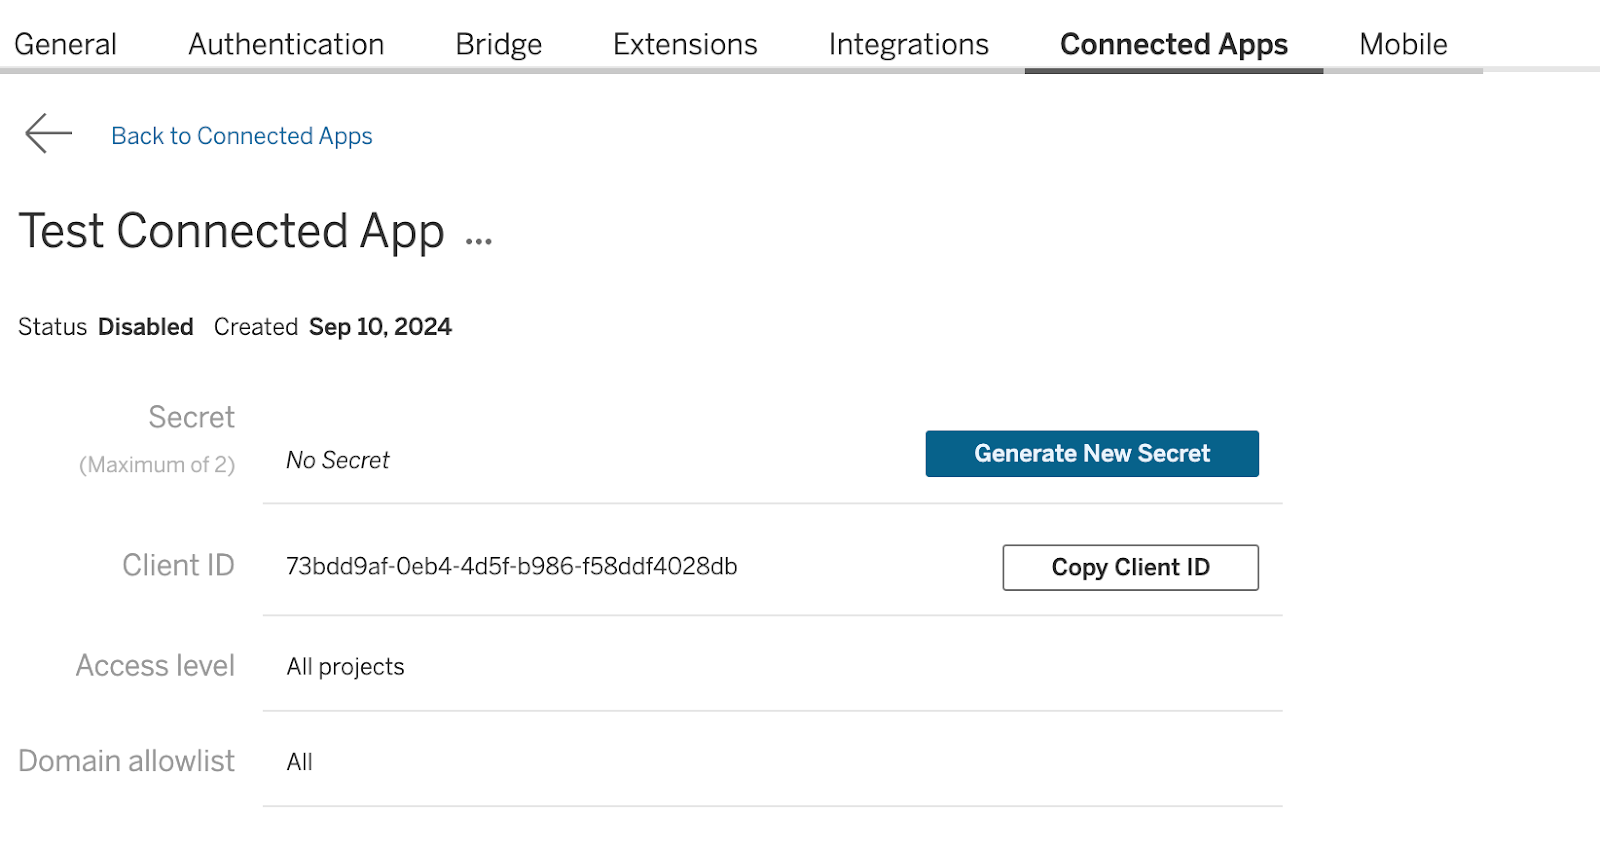 General Authentication Bridge Extensions Integrations Connected Apps Mobile
Back to Connected Apps
Test Connected App ...
Status Disabled Created Sep 10, 2024
Secret
(Maximum of 2) No Secret Generate New Secret
Client ID 73bdd9af-0eb4-4d5f-b986-f58ddf4028db Copy Client ID
Access level All projects
Domain allowlist All